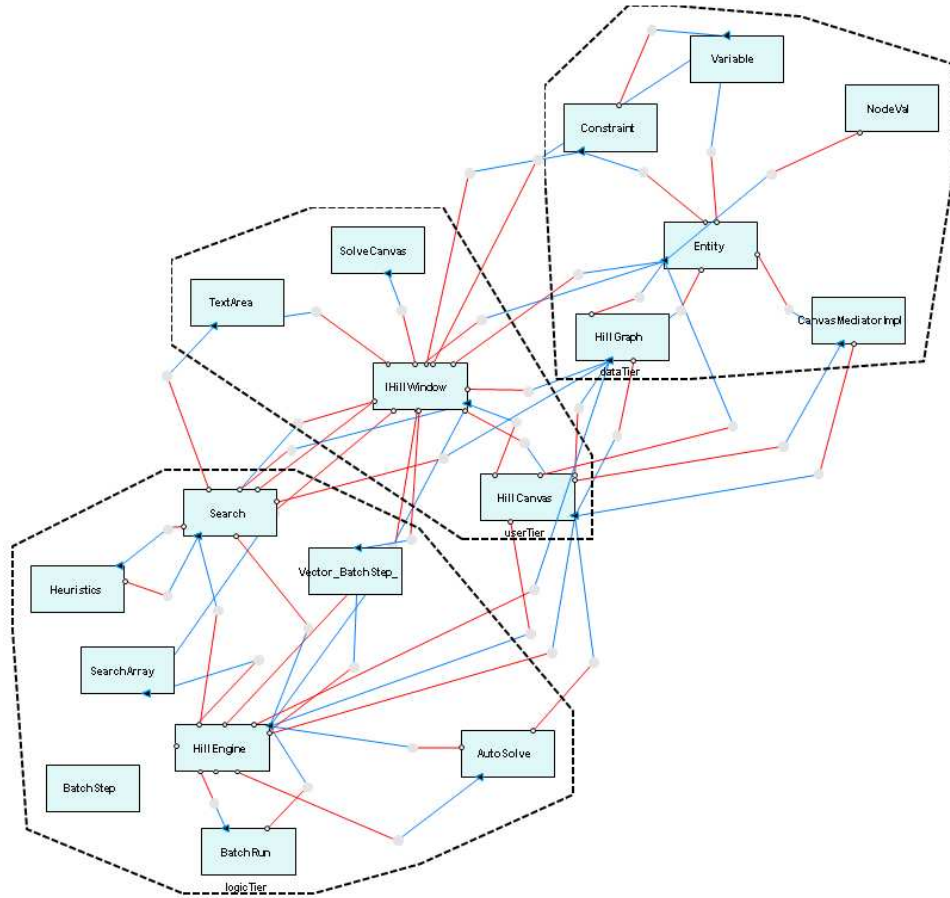 Variable
NodeVal
Constraint
Entity
SolveCanvas
TextArea
CanvasMediatorImpl
HillGraph
dataTier
IHillWindow
HillCanvas
userTier
Search
Vector_BatchStep_
Heuristics
SearchArray
HillEngine
AutoSolve
BatchStep
BatchRun
logicTier